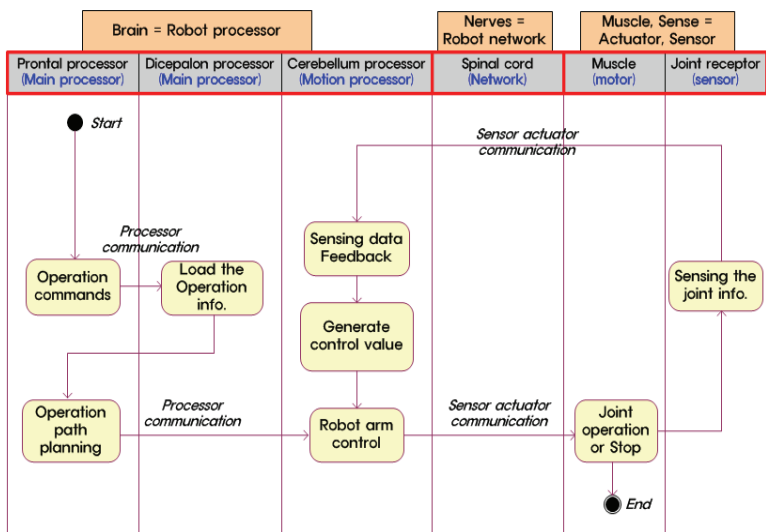 Brain = Robot processor
Nerves =
Robot network
Muscle, Sense =
Actuator, Sensor
Prontal processor
(Main processor)
Dicepalon processor
(Main processor)
Cerebellum processor
(Motion processor)
Spinal cord
(Network)
Muscle
(motor)
Joint receptor
(sensor)
Start
Sensor actuator
communication
Processor
communication
Operation
commands
Load the
Operation
info.
Sensing data
Feedback
Sensing the
joint info.
Generate
control value
Operation
path
planning
Processor
communication
Robot arm
control
Sensor actuator
communication
Joint
operation
or Stop
End